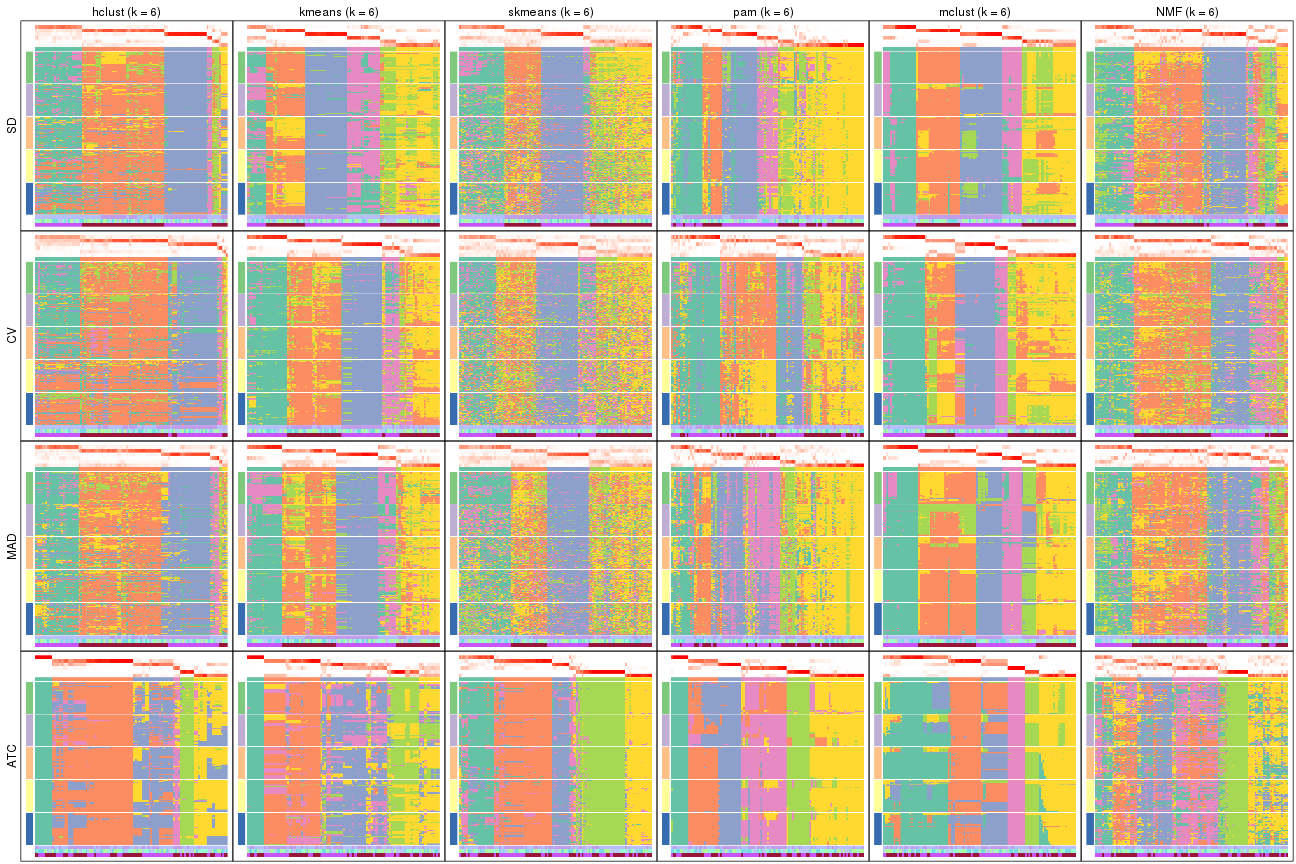 hclust (k = 6) kmeans (k = 6) skmeans (k = 6) pam (k = 6) mclust (k = 6) NMF (k = 6)
SD
CV
MAD
ATC